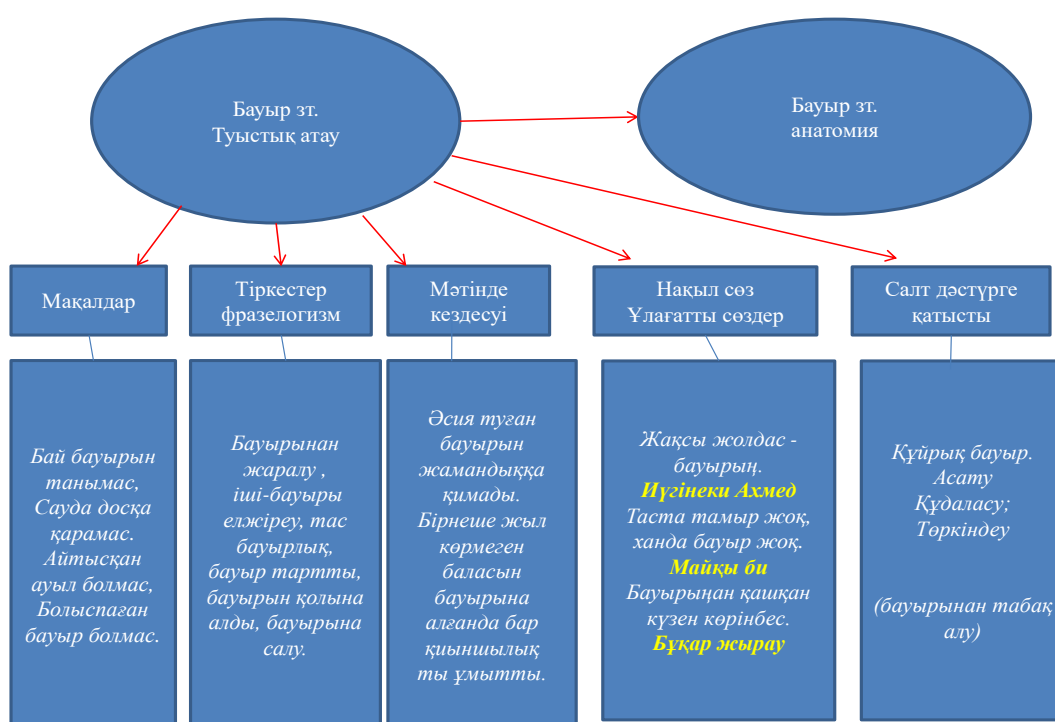 Бауыр зт.
Туыстық атау
Бауыр зт.
анатомия
Мақалдар
Тіркестер
фразелогизм
Мәтінде
кездесуі
Нақыл сөз
Ұлағатты сөздер
Салт дәстүрге
қатысты
Бай бауырын
танымас,
Сауда досқа
қарамас.
Айтысқан
ауыл болмас,
Болыспаған
бауыр болмас.
Бауырынан
жаралу ,
іші-бауыры
елжіреу, тас
бауырлық,
бауыр тартты,
бауырын қолына
алды, бауырына
салу.
Әсия туған
бауырын
жамандыққа
қимады.
Бірнеше жыл
көрмеген
баласын
бауырына
алғанда бар
қиыншылық
ты ұмытты.
Жақсы жолдас -
бауырың.
Иүгінеки Ахмед
Таста тамыр жоқ,
ханда бауыр жоқ.
Майқы би
Бауырыңан қашқан
күзен көрінбес.
Бұқар жырау
Құйрық бауыр.
Асату
Құдаласу;
Төркіндеу
(бауырынан табақ
алу)